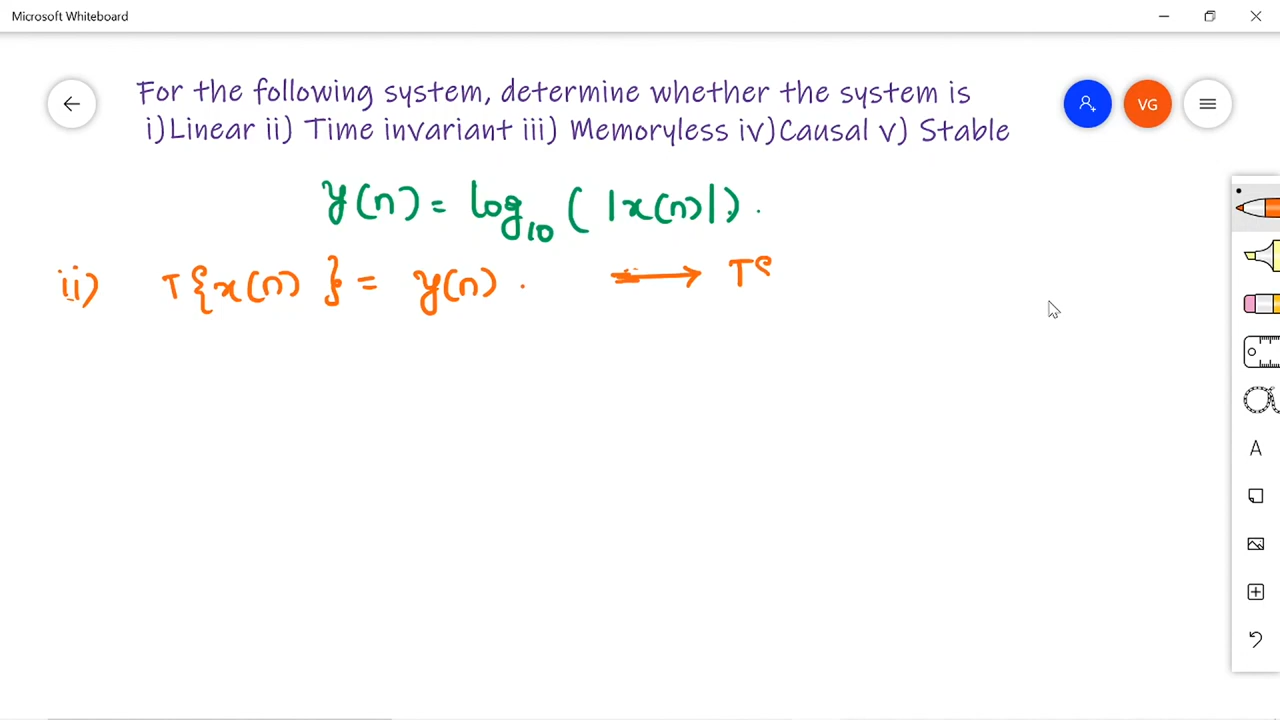 Microsoft Whiteboard
For the following system, determine whether the system is
i)Linear ii) Time invariant iii) Memoryless iv)Causal v) Stable
VG
y(n) = log₁₀ ( |x(n)|) .
ii) T{x(n) } = y(n) . → T
A